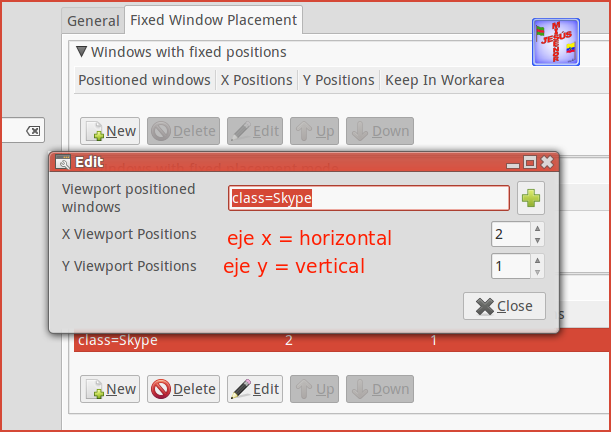 General Fixed Window Placement
Windows with fixed positions
Positioned windows X Positions Y Positions Keep In Workarea
New Delete Edit Up Down
Edit
Viewport positioned
windows
class=Skype
X Viewport Positions
eje x = horizontal
2
Y Viewport Positions
eje y = vertical
1
Close
class=Skype 2 1
New Delete Edit Up Down
JESÚS